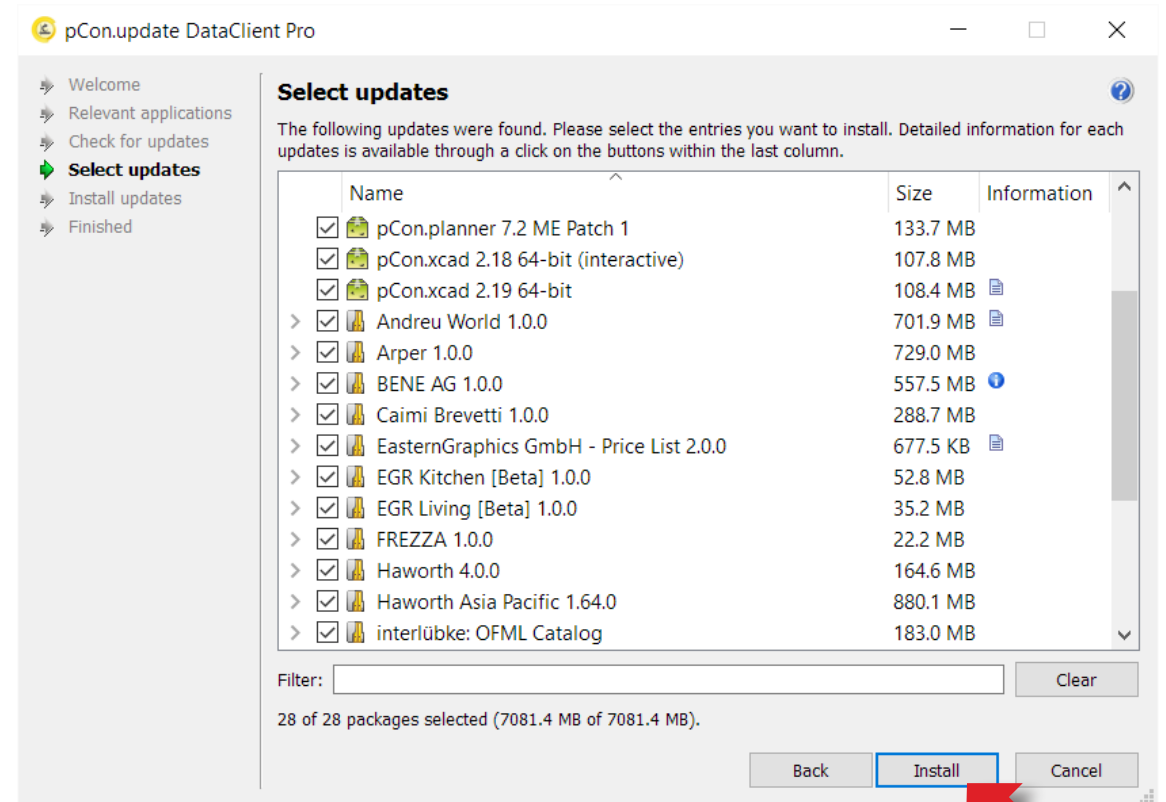 pCon.update DataClient Pro
Welcome
Relevant applications
Check for updates
Select updates
Install updates
Finished
Select updates
The following updates were found. Please select the entries you want to install. Detailed information for each
updates is available through a click on the buttons within the last column.
Name Size Information
pCon.planner 7.2 ME Patch 1 133.7 MB
pCon.xcad 2.18 64-bit (interactive) 107.8 MB
pCon.xcad 2.19 64-bit 108.4 MB
Andreu World 1.0.0 701.9 MB
Arper 1.0.0 729.0 MB
BENE AG 1.0.0 557.5 MB
Caimi Brevetti 1.0.0 288.7 MB
EasternGraphics GmbH - Price List 2.0.0 677.5 KB
EGR Kitchen [Beta] 1.0.0 52.8 MB
EGR Living [Beta] 1.0.0 35.2 MB
FREZZA 1.0.0 22.2 MB
Haworth 4.0.0 164.6 MB
Haworth Asia Pacific 1.64.0 880.1 MB
interlübke: OFML Catalog 183.0 MB
Filter: Clear
28 of 28 packages selected (7081.4 MB of 7081.4 MB).
Back Install Cancel